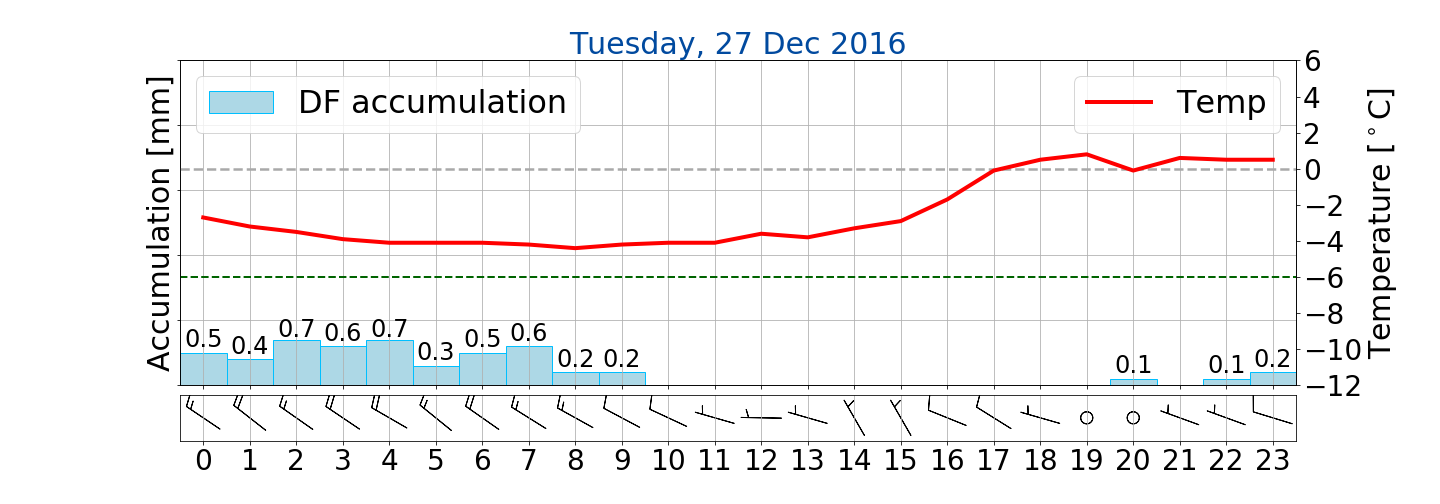 Tuesday, 27 Dec 2016
Accumulation [mm]
DF accumulation
Temp
6
4
2
0
−2
−4
−6
−8
−10
−12
Temperature [°C]
0.5 0.4 0.7 0.6 0.7 0.3 0.5 0.6 0.2 0.2 0.1 0.1 0.2
0 1 2 3 4 5 6 7 8 9 10 11 12 13 14 15 16 17 18 19 20 21 22 23